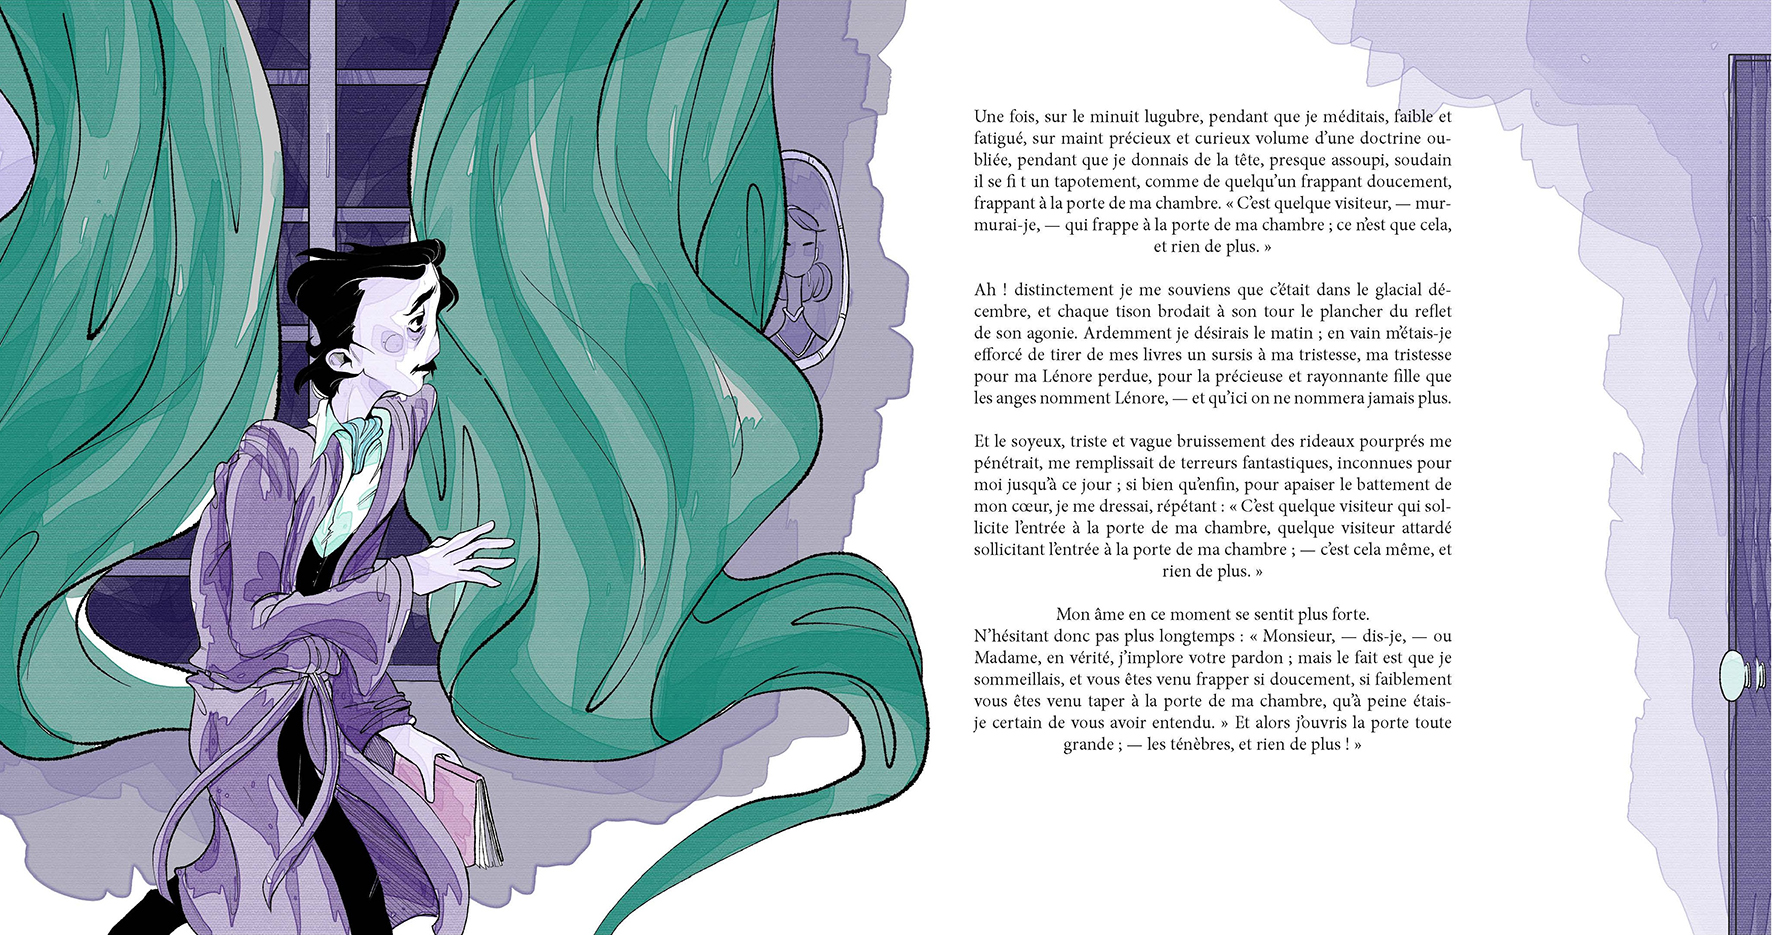 Une fois, sur le minuit lugubre, pendant que je méditais, faible et
fatigué, sur maint précieux et curieux volume d’une doctrine ou-
bliée, pendant que je donnais de la tête, presque assoupi, soudain
il se fi t un tapotement, comme de quelqu’un frappant doucement,
frappant à la porte de ma chambre. « C’est quelque visiteur, — mur-
murai-je, — qui frappe à la porte de ma chambre ; ce n’est que cela,
et rien de plus. »
Ah ! distinctement je me souviens que c’était dans le glacial dé-
cembre, et chaque tison brodait à son tour le plancher du reflet
de son agonie. Ardemment je désirais le matin ; en vain m’étais-je
efforcé de tirer de mes livres un sursis à ma tristesse, ma tristesse
pour ma Lénore perdue, pour la précieuse et rayonnante fille que
les anges nomment Lénore, — et qu’ici on ne nommera jamais plus.
Et le soyeux, triste et vague bruissement des rideaux pourprés me
pénétrait, me remplissait de terreurs fantastiques, inconnues pour
moi jusqu’à ce jour ; si bien qu’enfin, pour apaiser le battement de
mon cœur, je me dressai, répétant : « C’est quelque visiteur qui sol-
licite l’entrée à la porte de ma chambre, quelque visiteur attardé
sollicitant l’entrée à la porte de ma chambre ; — c’est cela même, et
rien de plus. »
Mon âme en ce moment se sentit plus forte.
N’hésitant donc pas plus longtemps : « Monsieur, — dis-je, — ou
Madame, en vérité, j’implore votre pardon ; mais le fait est que je
sommeillais, et vous êtes venu frapper si doucement, si faiblement
vous êtes venu taper à la porte de ma chambre, qu’à peine étais-
je certain de vous avoir entendu. » Et alors j’ouvris la porte toute
grande ; — les ténèbres, et rien de plus ! »